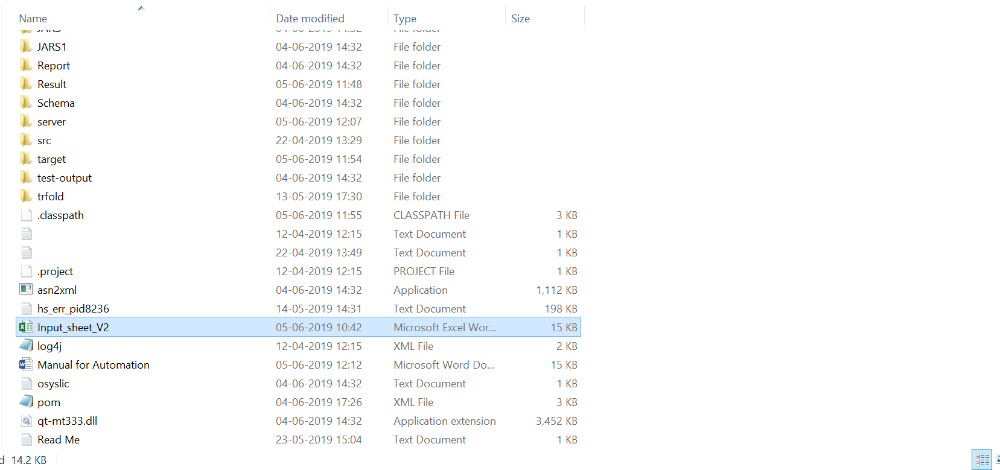 Name Date modified Type Size
JARS 04-06-2019 14:32 File folder
JARS1 04-06-2019 14:32 File folder
Report 04-06-2019 14:32 File folder
Result 05-06-2019 11:48 File folder
Schema 04-06-2019 14:32 File folder
server 05-06-2019 12:07 File folder
src 22-04-2019 13:29 File folder
target 05-06-2019 11:54 File folder
test-output 04-06-2019 14:32 File folder
trfold 13-05-2019 17:30 File folder
.classpath 05-06-2019 11:55 CLASSPATH File 3 KB
12-04-2019 12:15 Text Document 1 KB
22-04-2019 13:49 Text Document 1 KB
.project 12-04-2019 12:15 PROJECT File 1 KB
asn2xml 04-06-2019 14:32 Application 1,112 KB
hs_err_pid8236 14-05-2019 14:31 Text Document 198 KB
Input_sheet_V2 05-06-2019 10:42 Microsoft Excel Wor... 15 KB
log4j 12-04-2019 12:15 XML File 2 KB
Manual for Automation 05-06-2019 12:12 Microsoft Word Do... 15 KB
osyslic 04-06-2019 14:32 Text Document 1 KB
pom 04-06-2019 17:26 XML File 3 KB
qt-mt333.dll 04-06-2019 14:32 Application extension 3,452 KB
Read Me 23-05-2019 15:04 Text Document 1 KB
d 14.2 KB